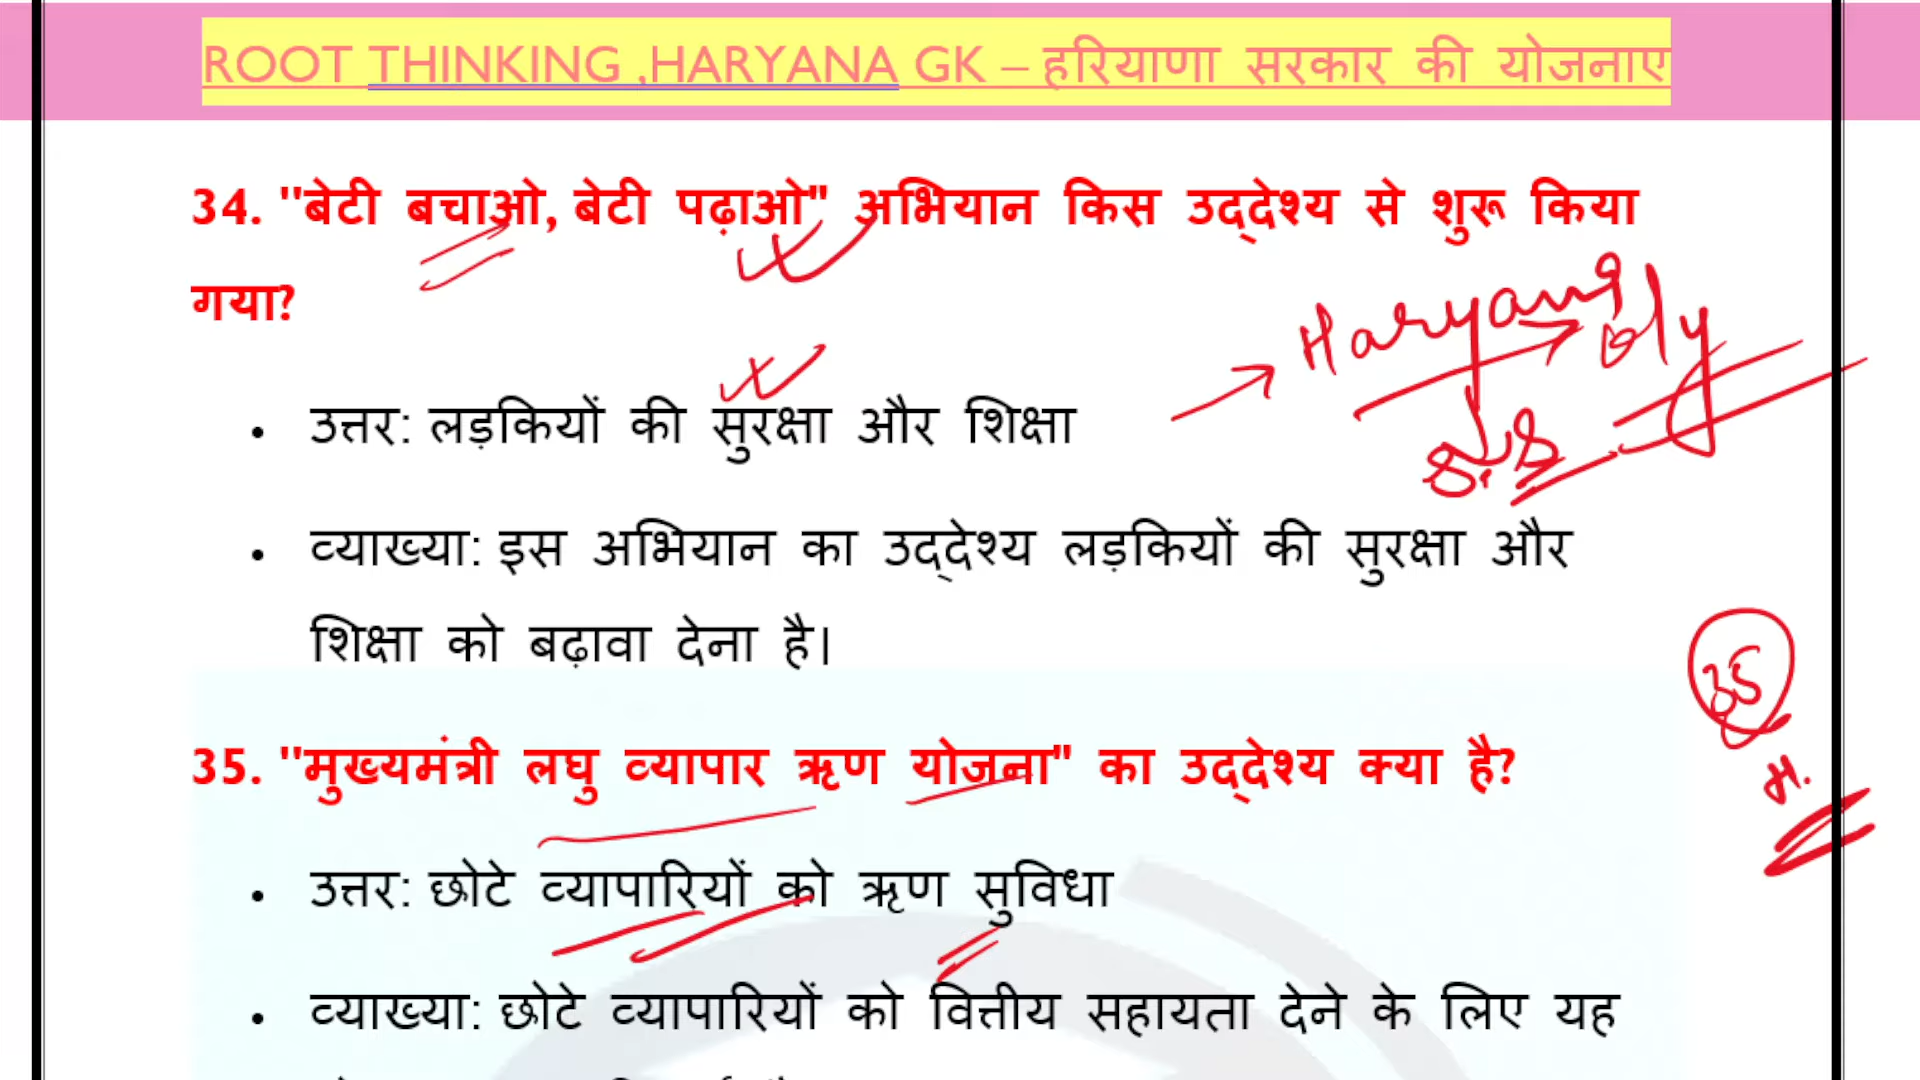 ROOT THINKING ,HARYANA GK – हरियाणा सरकार की योजनाए
34. "बेटी बचाओ, बेटी पढ़ाओ" अभियान किस उद्देश्य से शुरू किया
गया?
Haryana
• उत्तर: लड़कियों की सुरक्षा और शिक्षा
• व्याख्या: इस अभियान का उद्देश्य लड़कियों की सुरक्षा और
शिक्षा को बढ़ावा देना है।
35
35. "मुख्यमंत्री लघु व्यापार ऋण योजना" का उद्देश्य क्या है?
• उत्तर: छोटे व्यापारियों को ऋण सुविधा
• व्याख्या: छोटे व्यापारियों को वित्तीय सहायता देने के लिए यह